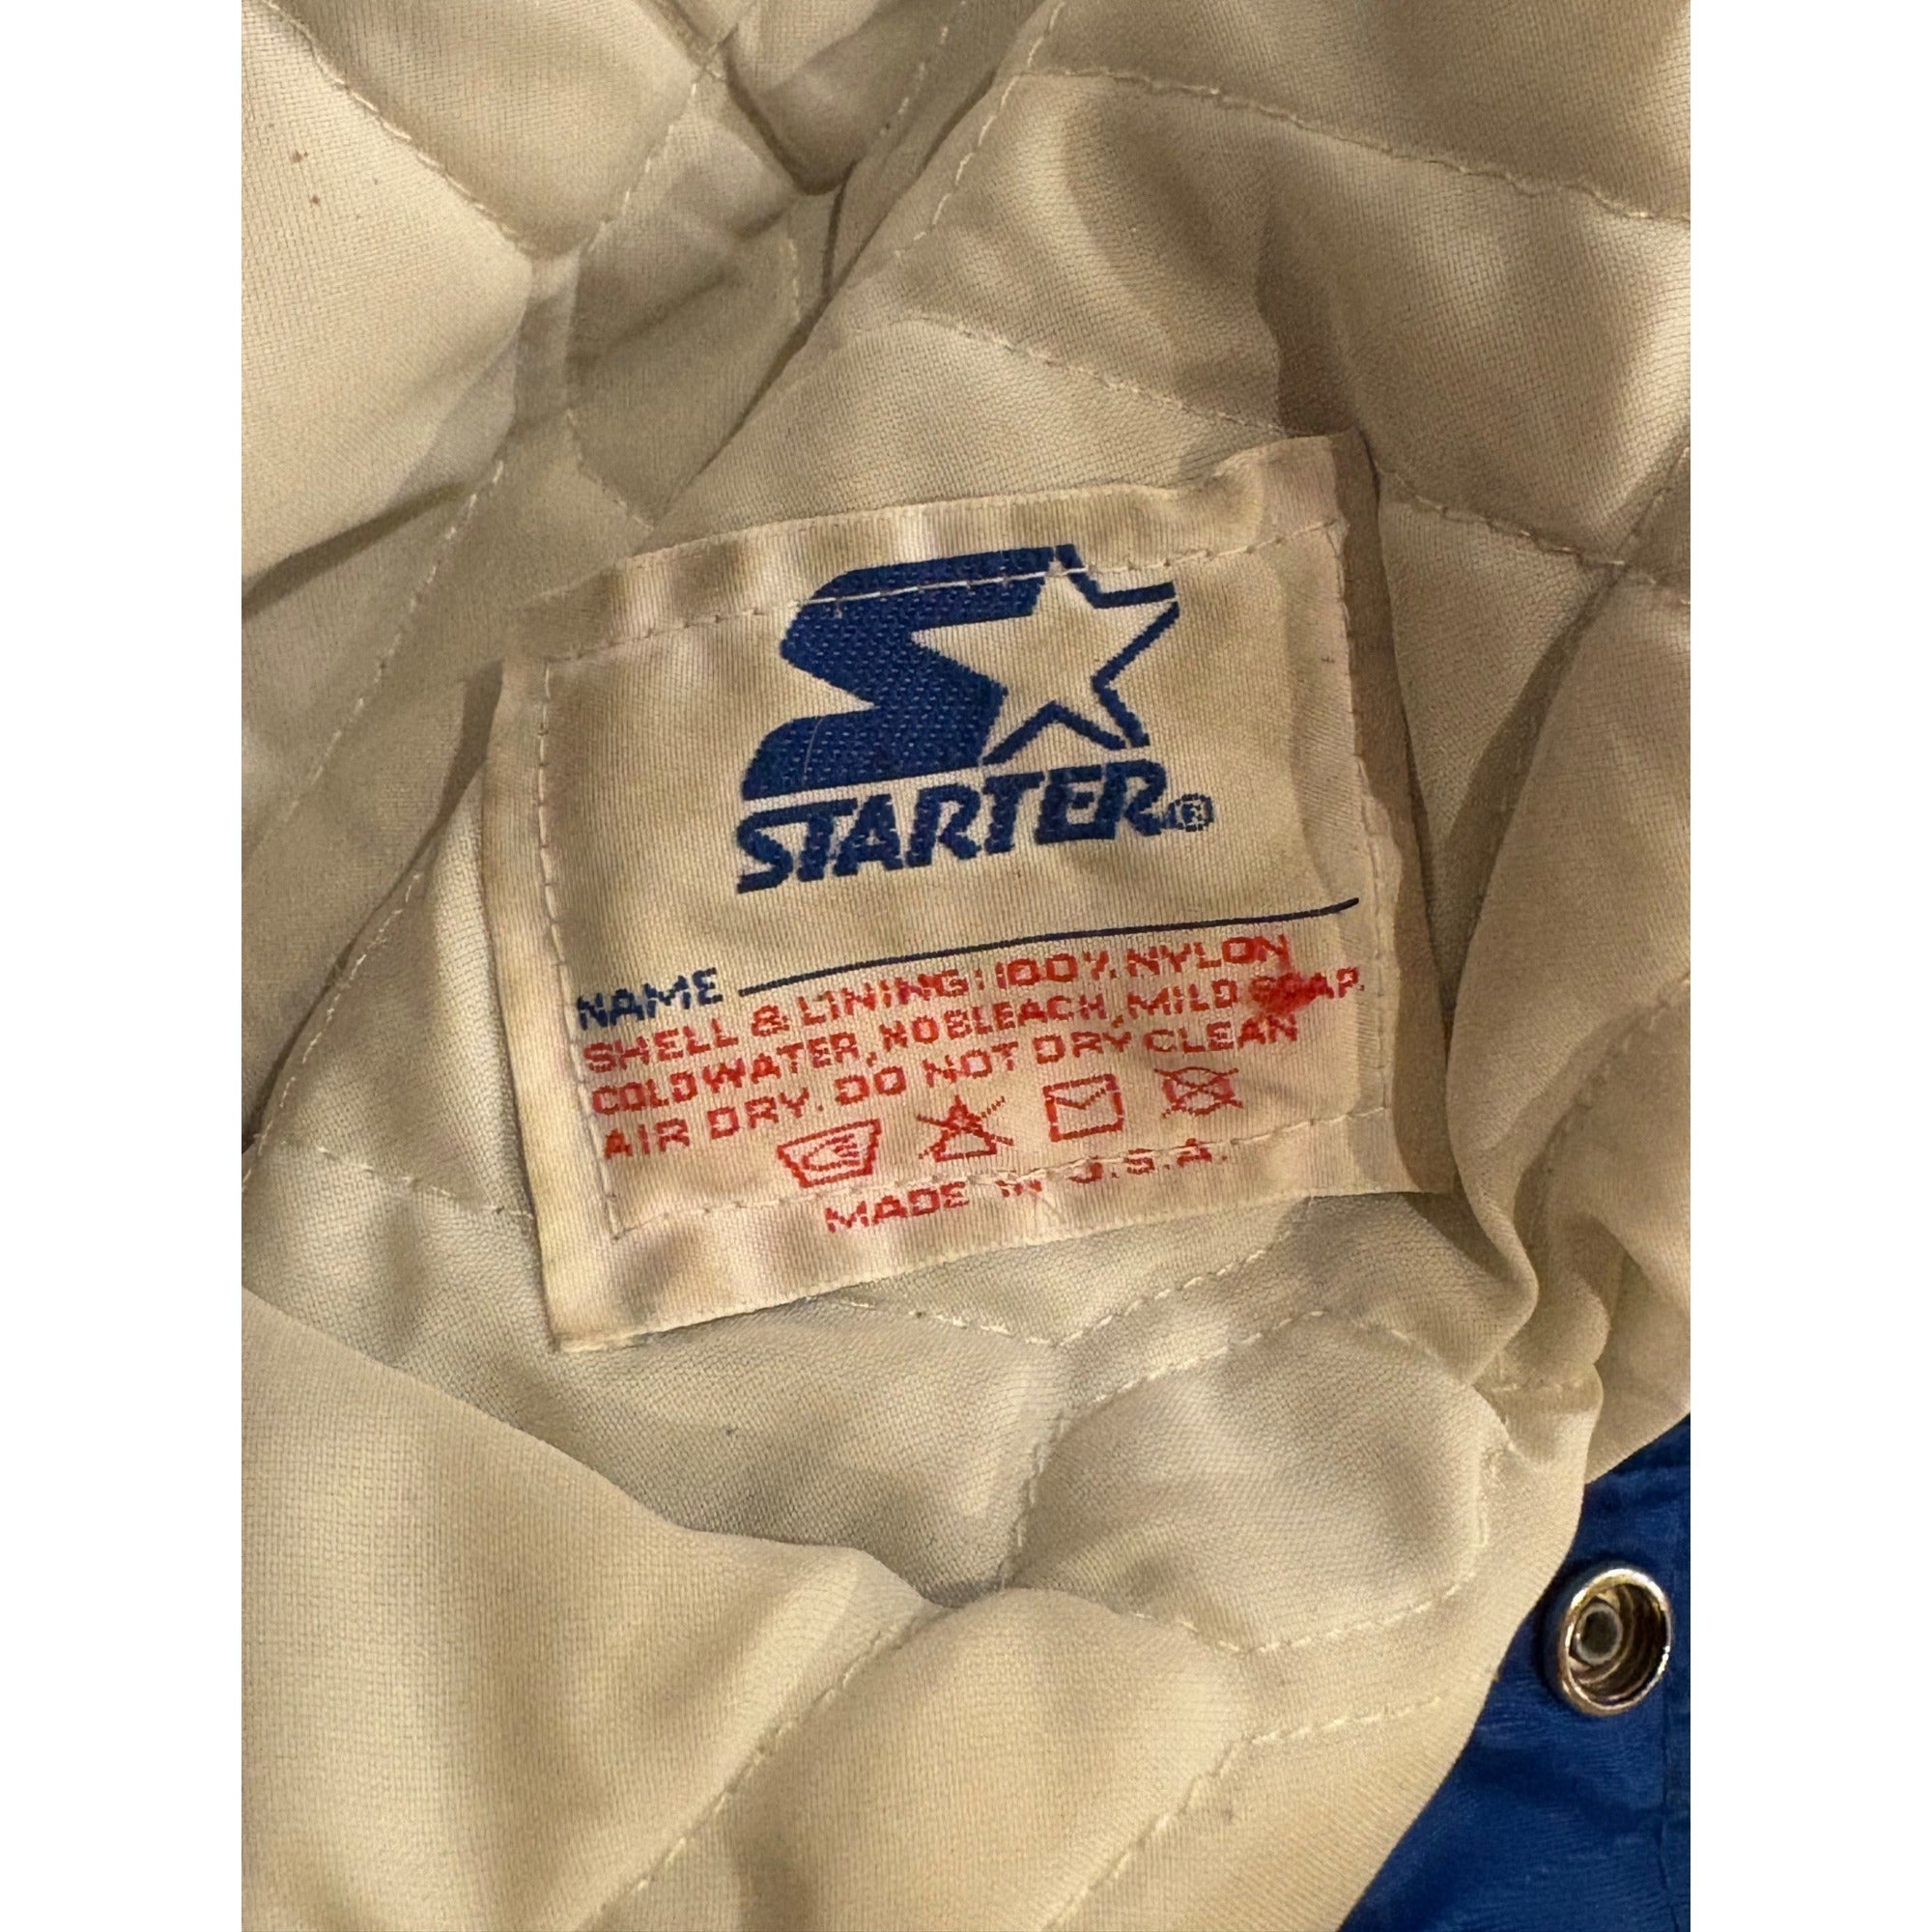 STARTER®
NAME
SHELL & LINING: 100% NYLON
COLD WATER, NO BLEACH, MILD SOAP.
AIR DRY. DO NOT DRY CLEAN
MADE IN U.S.A.